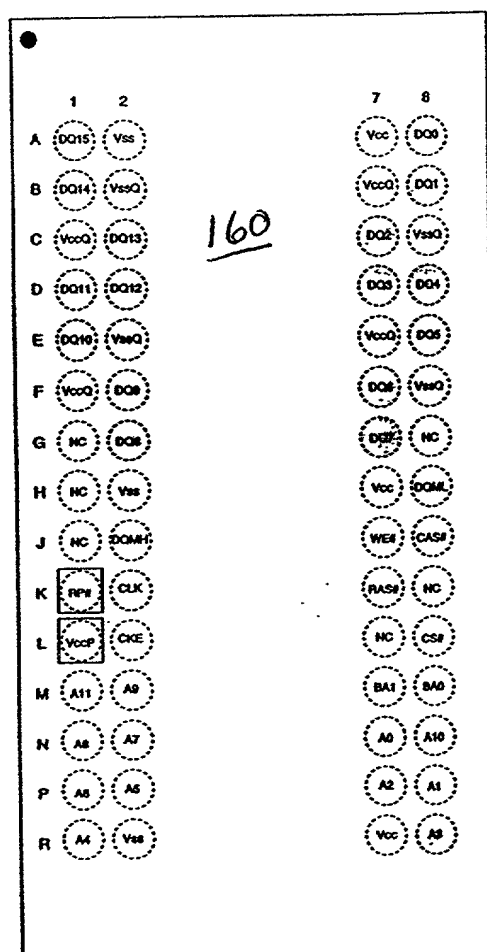 1 2 7 8
A DQ15 Vss Vcc DQ0
B DQ14 VssQ VccQ DQ1
160
C VccQ DQ13 DQ2 VssQ
D DQ11 DQ12 DQ3 DQ4
E DQ10 VssQ VccQ DQ5
F VccQ DQ9 DQ6 VssQ
G NC DQ8 DQ7 NC
H NC Vss Vcc DQML
J NC DQMH WE# CAS#
K RP# CLK RAS# NC
L VccP CKE NC CS#
M A11 A9 BA1 BA0
N A8 A7 A0 A10
P A6 A5 A2 A1
R A4 Vss Vcc A3